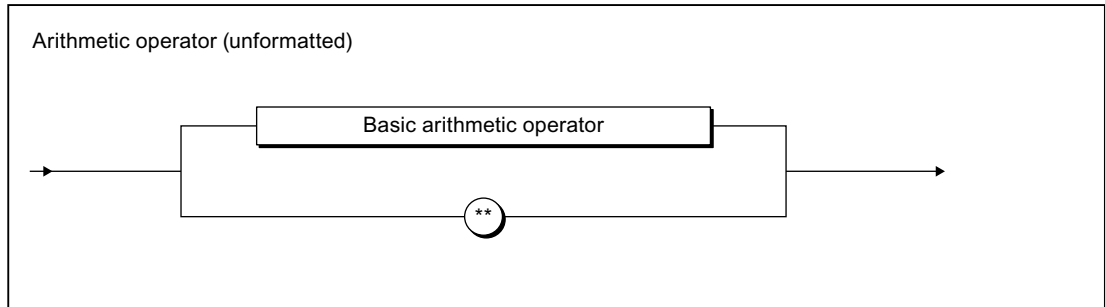 Arithmetic operator (unformatted)
Basic arithmetic operator
**